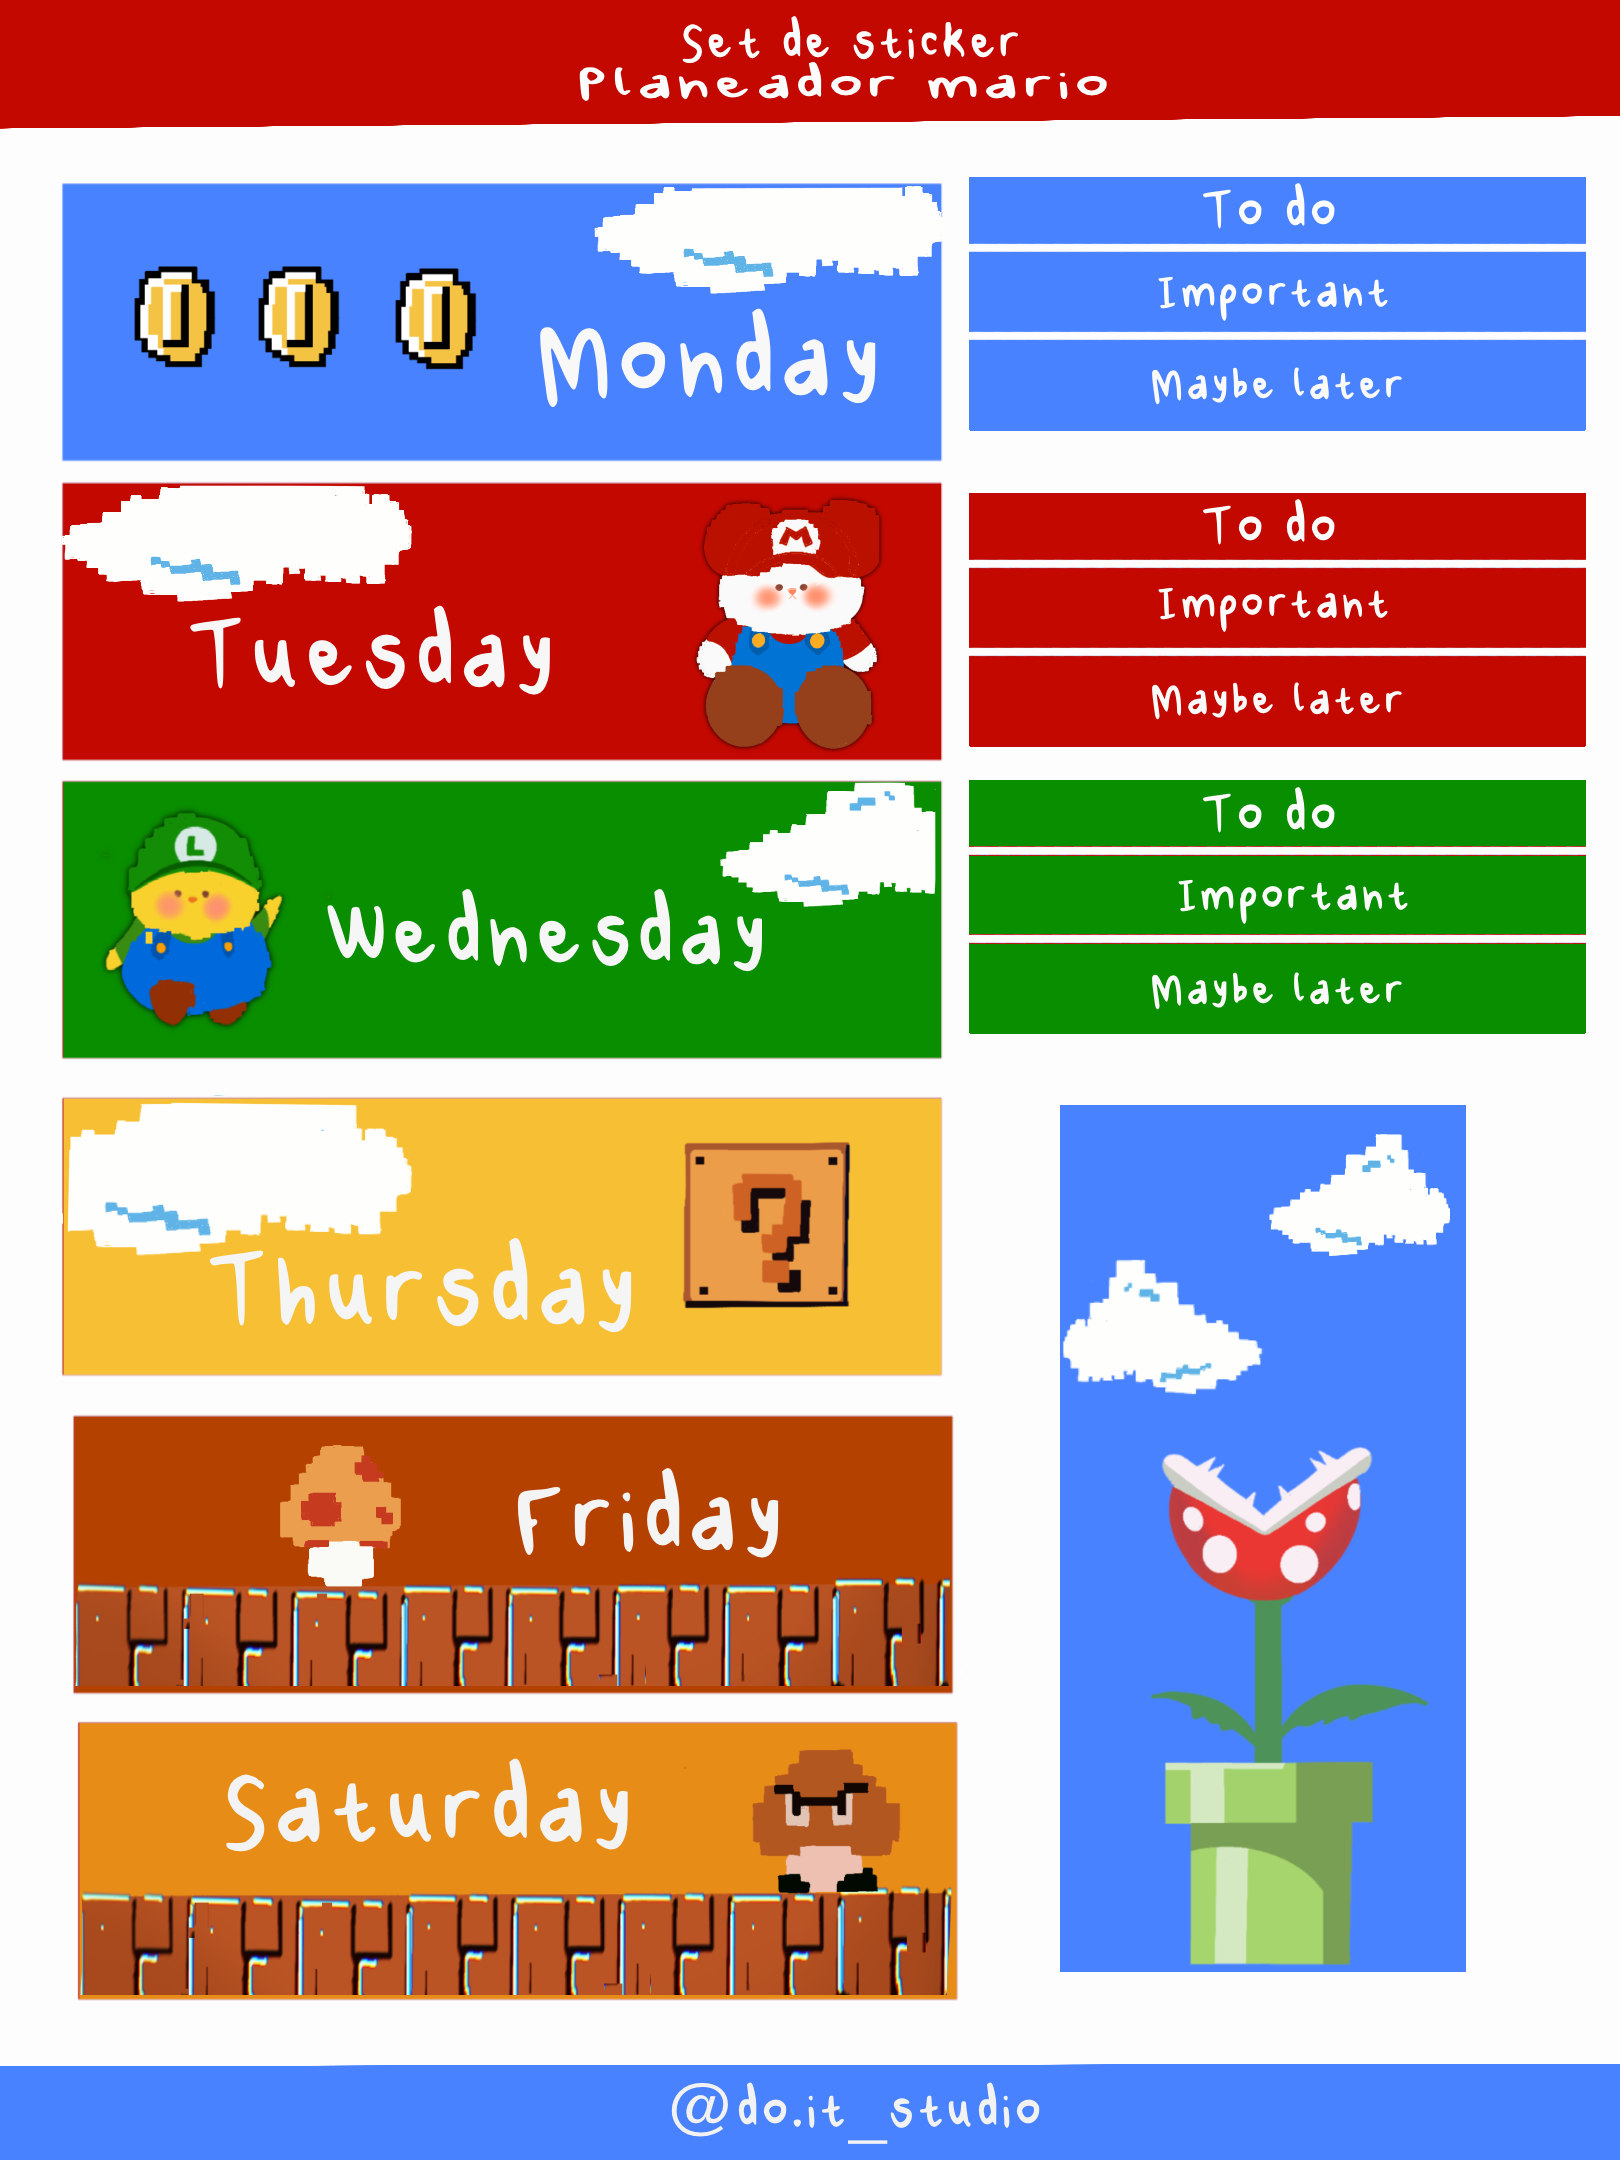 Set de sticker
Planeador mario
Monday
To do
Important
Maybe later
M
Tuesday
To do
Important
Maybe later
L
Wednesday
To do
Important
Maybe later
Thursday
?
Friday
Saturday
@do.it_studio